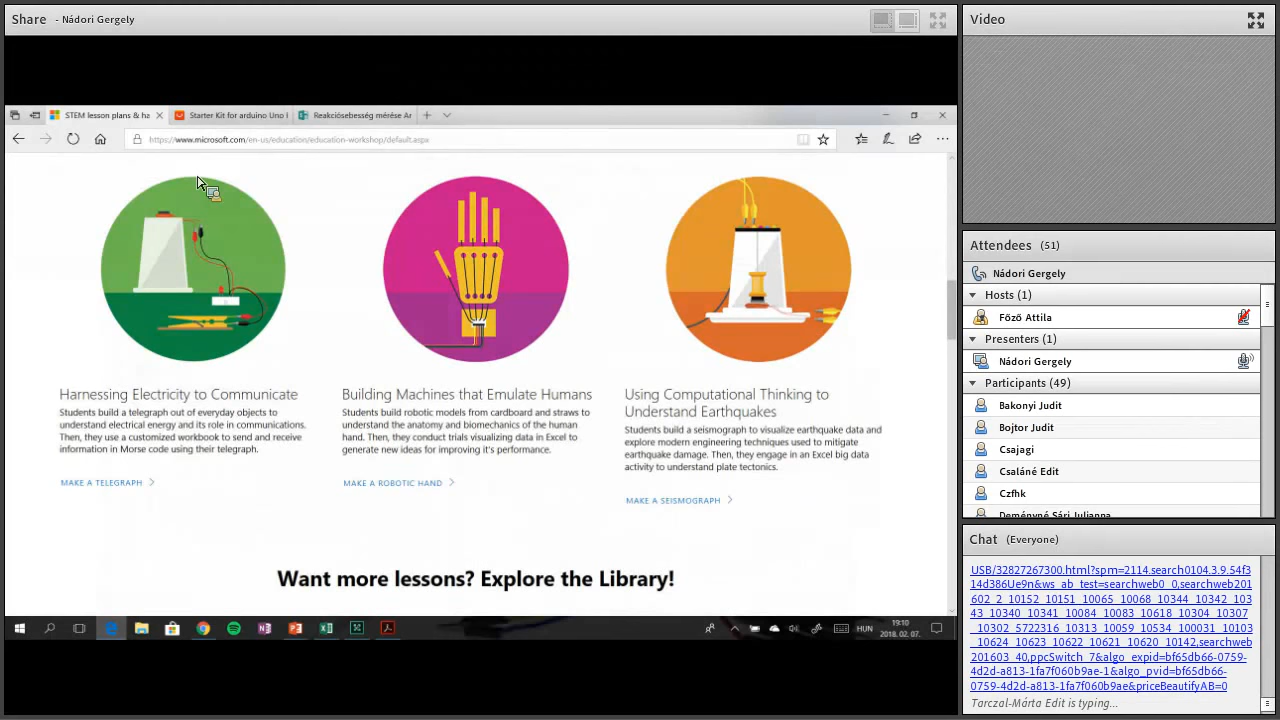 Share - Nádori Gergely
STEM lesson plans & ha
Starter Kit for arduino Uno I
Reakciósebesség mérése Ar
https://www.microsoft.com/en-us/education/education-workshop/default.aspx
Harnessing Electricity to Communicate
Students build a telegraph out of everyday objects to
understand electrical energy and its role in communications.
Then, they use a customized workbook to send and receive
information in Morse code using their telegraph.
MAKE A TELEGRAPH
Building Machines that Emulate Humans
Students build robotic models from cardboard and straws to
understand the anatomy and biomechanics of the human
hand. Then, they conduct trials visualizing data in Excel to
generate new ideas for improving it's performance.
MAKE A ROBOTIC HAND
Using Computational Thinking to
Understand Earthquakes
Students build a seismograph to visualize earthquake data and
explore modern engineering techniques used to mitigate
earthquake damage. Then, they engage in an Excel big data
activity to understand plate tectonics.
MAKE A SEISMOGRAPH
Want more lessons? Explore the Library!
HUN
19:10
2018. 02. 07.
Video
Attendees (51)
Nádori Gergely
Hosts (1)
Főző Attila
Presenters (1)
Nádori Gergely
Participants (49)
Bakonyi Judit
Bojtor Judit
Csajagi
Csaláné Edit
Czfhk
Deményné Sári Julianna
Chat (Everyone)
USB/32827267300.html?spm=2114.search0104.3.9.54f3
14d386Ue9n&ws_ab_test=searchweb0_0,searchweb201
602_2_10152_10151_10065_10068_10344_10342_103
43_10340_10341_10084_10083_10618_10304_10307
_10302_5722316_10313_10059_10534_100031_10103
_10624_10623_10622_10621_10620_10142,searchweb
201603_40,ppcSwitch_7&algo_expid=bf65db66-0759-
4d2d-a813-1fa7f060b9ae-1&algo_pvid=bf65db66-
0759-4d2d-a813-1fa7f060b9ae&priceBeautifyAB=0
Tarczal-Márta Edit is typing...